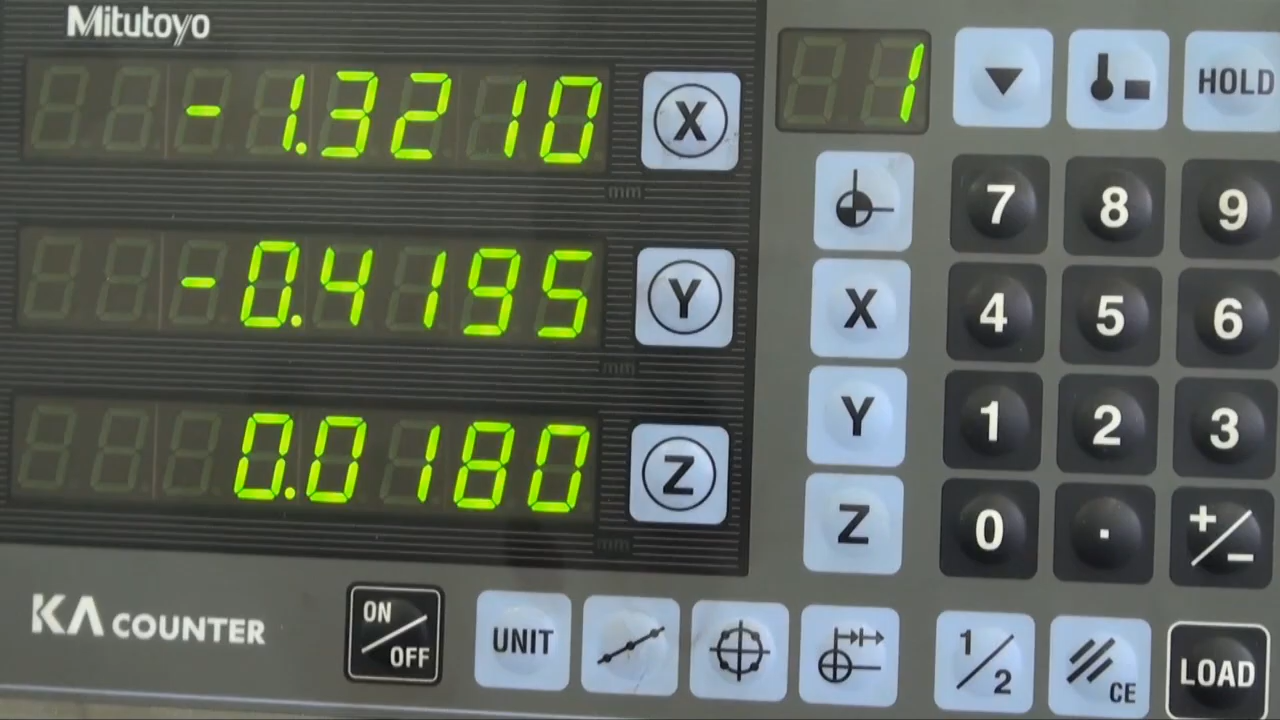 Mitutoyo
-1.3210 X 1 HOLD
mm
7 8 9
-0.4195 Y X 4 5 6
mm
Y 1 2 3
0.0180 Z
mm
Z 0 . +/-
KA COUNTER ON/OFF UNIT 1/2 CE LOAD